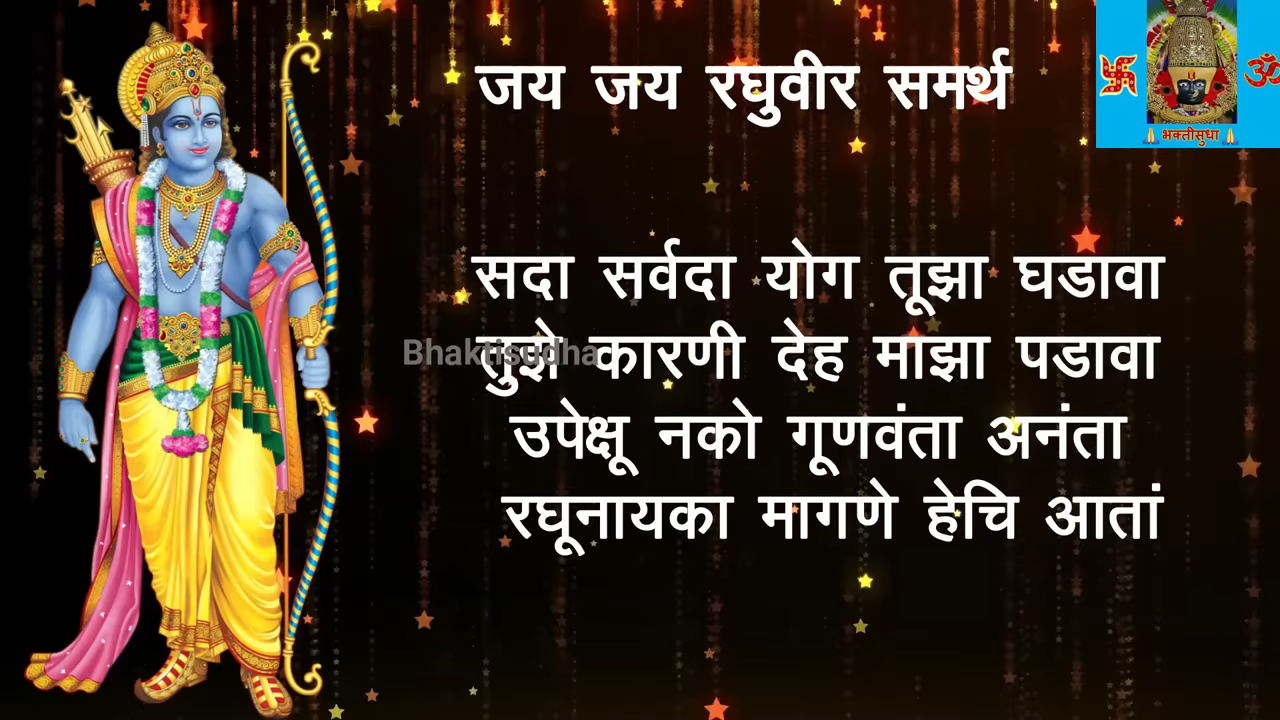 जय जय रघुवीर समर्थ
भक्तीसुधा
सदा सर्वदा योग तूझा घडावा
तुझे कारणी देह माझा पडावा
Bhaktisudha
उपेक्षू नको गूणवंता अनंता
रघूनायका मागणे हेचि आतां